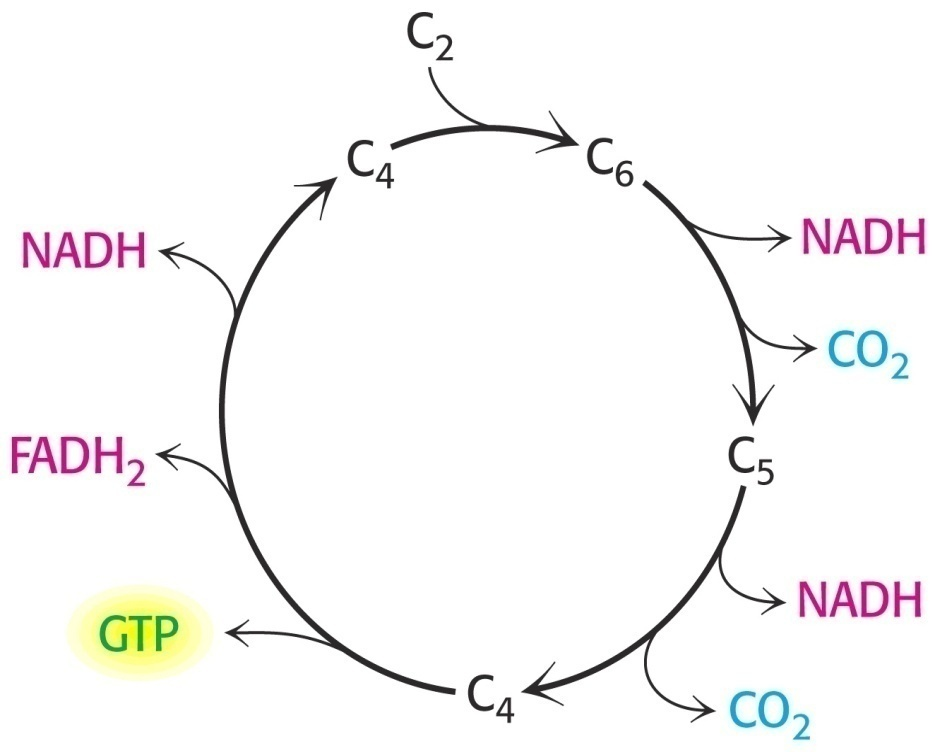 C₂
C₄
C₆
NADH
NADH
CO₂
C₅
FADH₂
NADH
GTP
C₄
CO₂